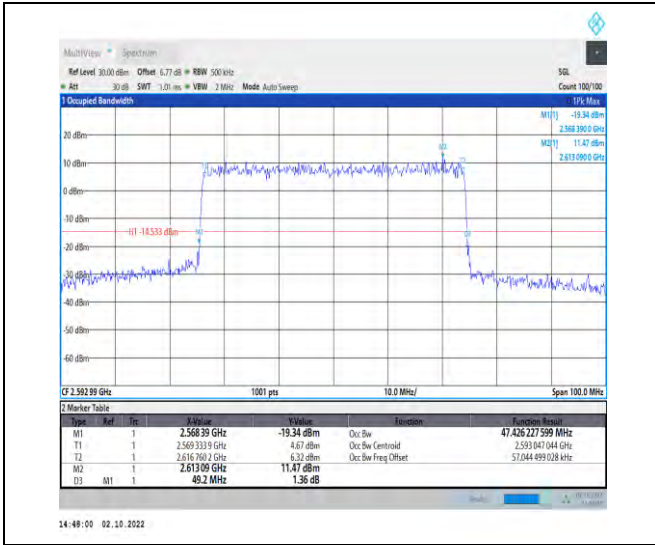 MultiView Spectrum
Ref Level 30.00 dBm Offset 6.77 dB RBW 500 kHz SGL
Att 30 dB SWT 1.01 ms VBW 2 MHz Mode Auto Sweep Count 100/100
1 Occupied Bandwidth 1Pk Max
M1[1] -19.34 dBm
2.568 390 0 GHz
M2[1] 11.47 dBm
2.613 090 0 GHz
20 dBm
10 dBm
0 dBm
-10 dBm
H1 -14.533 dBm
-20 dBm
-30 dBm
-40 dBm
-50 dBm
-60 dBm
CF 2.592 99 GHz 1001 pts 10.0 MHz/ Span 100.0 MHz
2 Marker Table
Type Ref Trc X-Value Y-Value Function Function Result
M1 1 2.568 39 GHz -19.34 dBm Occ Bw 47.426 227 599 MHz
T1 1 2.569 333 9 GHz 4.67 dBm Occ Bw Centroid 2.593 047 044 GHz
T2 1 2.616 760 2 GHz 6.32 dBm Occ Bw Freq Offset 57.044 499 028 kHz
M2 1 2.613 09 GHz 11.47 dBm
D3 M1 1 49.2 MHz 1.36 dB
14:48:00 02.10.2022